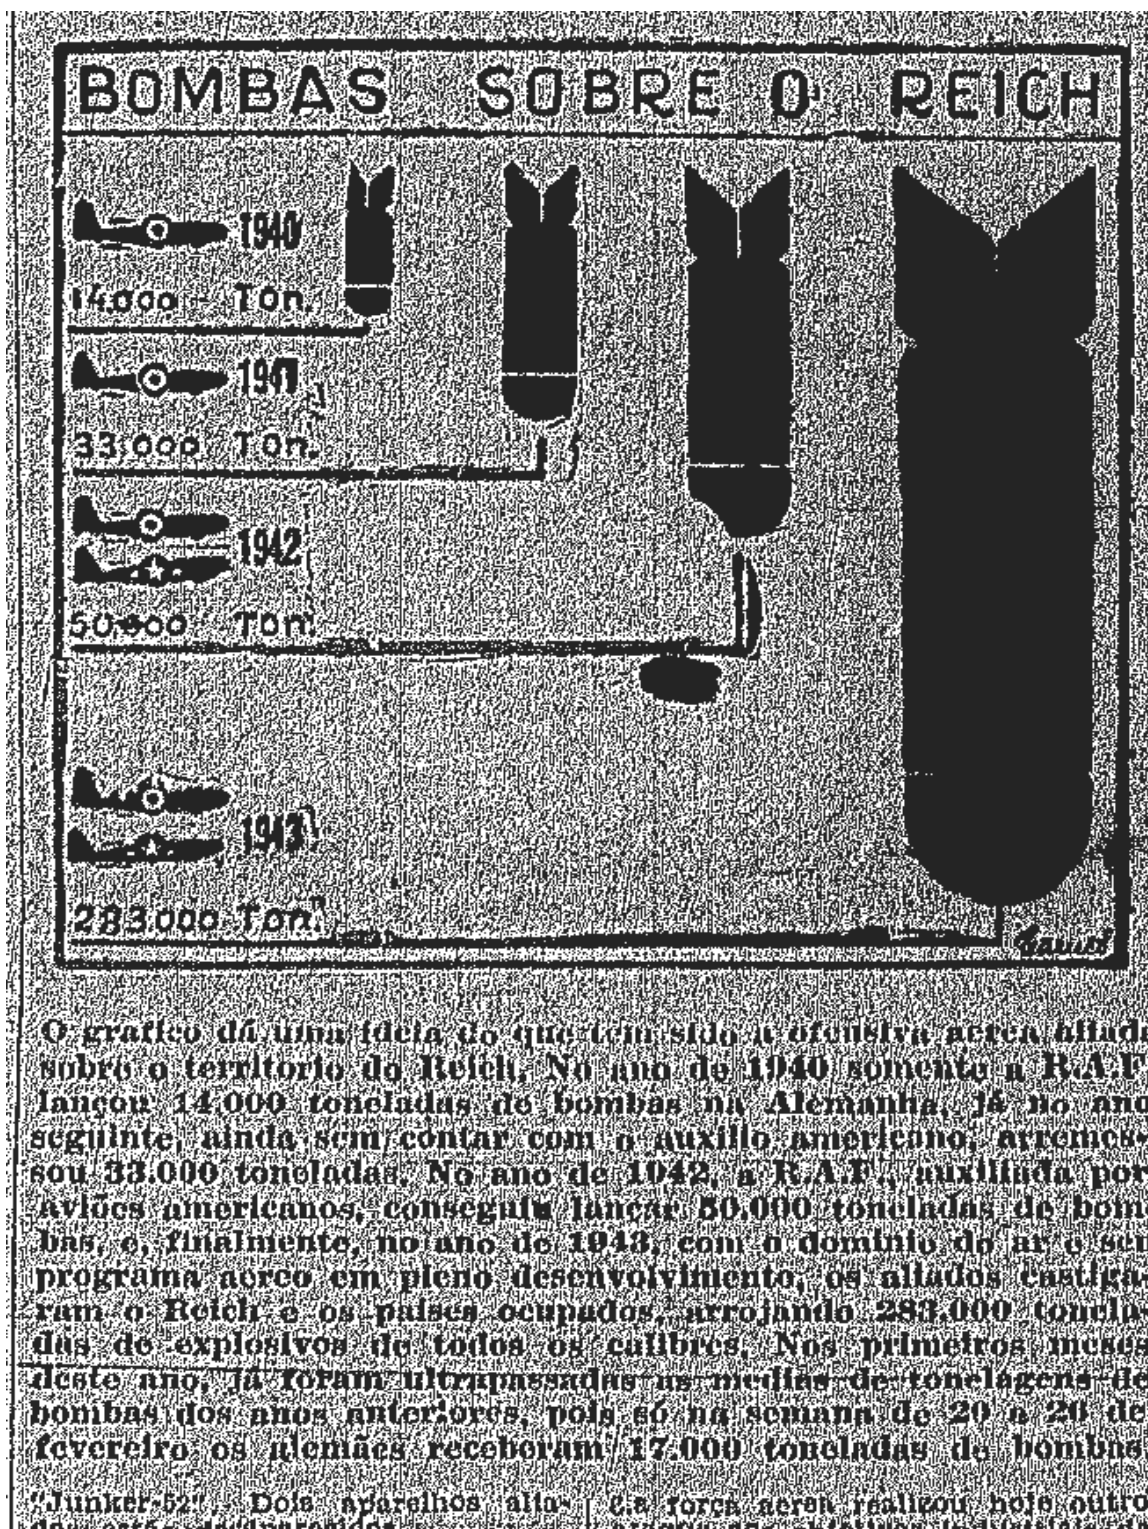 BOMBAS SOBRE O REICH
1940
14.000 TON.
1941
33.000 TON.
1942
50.000 TON.
1943
283.000 TON.
O grafico dá uma ideia do que tem sido a ofensiva aerea aliada
sobre o territorio do Reich. No ano de 1940 somente a R.A.F.
lançou 14.000 toneladas de bombas na Alemanha, já no ano
seguinte, ainda sem contar com o auxilio americano, arremes-
sou 33.000 toneladas. No ano de 1942, a R.A.F., auxiliada por
aviões americanos, conseguiu lançar 50.000 toneladas de bom-
bas, e, finalmente, no ano de 1943, com o dominio do ar e seu
programa aereo em pleno desenvolvimento, os aliados castiga-
ram o Reich e os paises ocupados, arrojando 283.000 tonela-
das de explosivos de todos os calibres. Nos primeiros meses
deste ano, já foram ultrapassadas as medias de tonelagens de
bombas dos anos anteriores, pois só na semana de 20 a 26 de
fevereiro os alemães receberam 17.000 toneladas de bombas
"Junker-52". Dois aparelhos alia-
força aerea realizou hoje outro